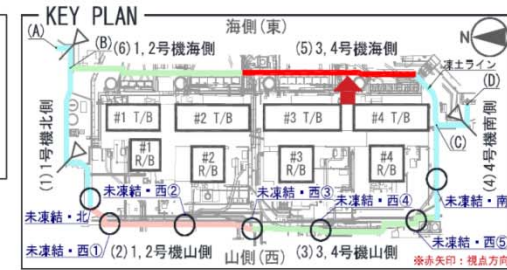 KEY PLAN
海側(東)
(A)
(B)
(6)1,2号機海側
(5)3,4号機海側
N
凍土ライン
(D)
#1 T/B
#2 T/B
#3 T/B
#4 T/B
(1)1号機北側
#1
R/B
#2
R/B
#3
R/B
#4
R/B
(C)
(4)4号機南側
未凍結・北
未凍結・西②
未凍結・西③
未凍結・西④
未凍結・南
未凍結・西①
(2)1,2号機山側
山側(西)
(3)3,4号機山側
未凍結・西⑤
※赤矢印:視点方向